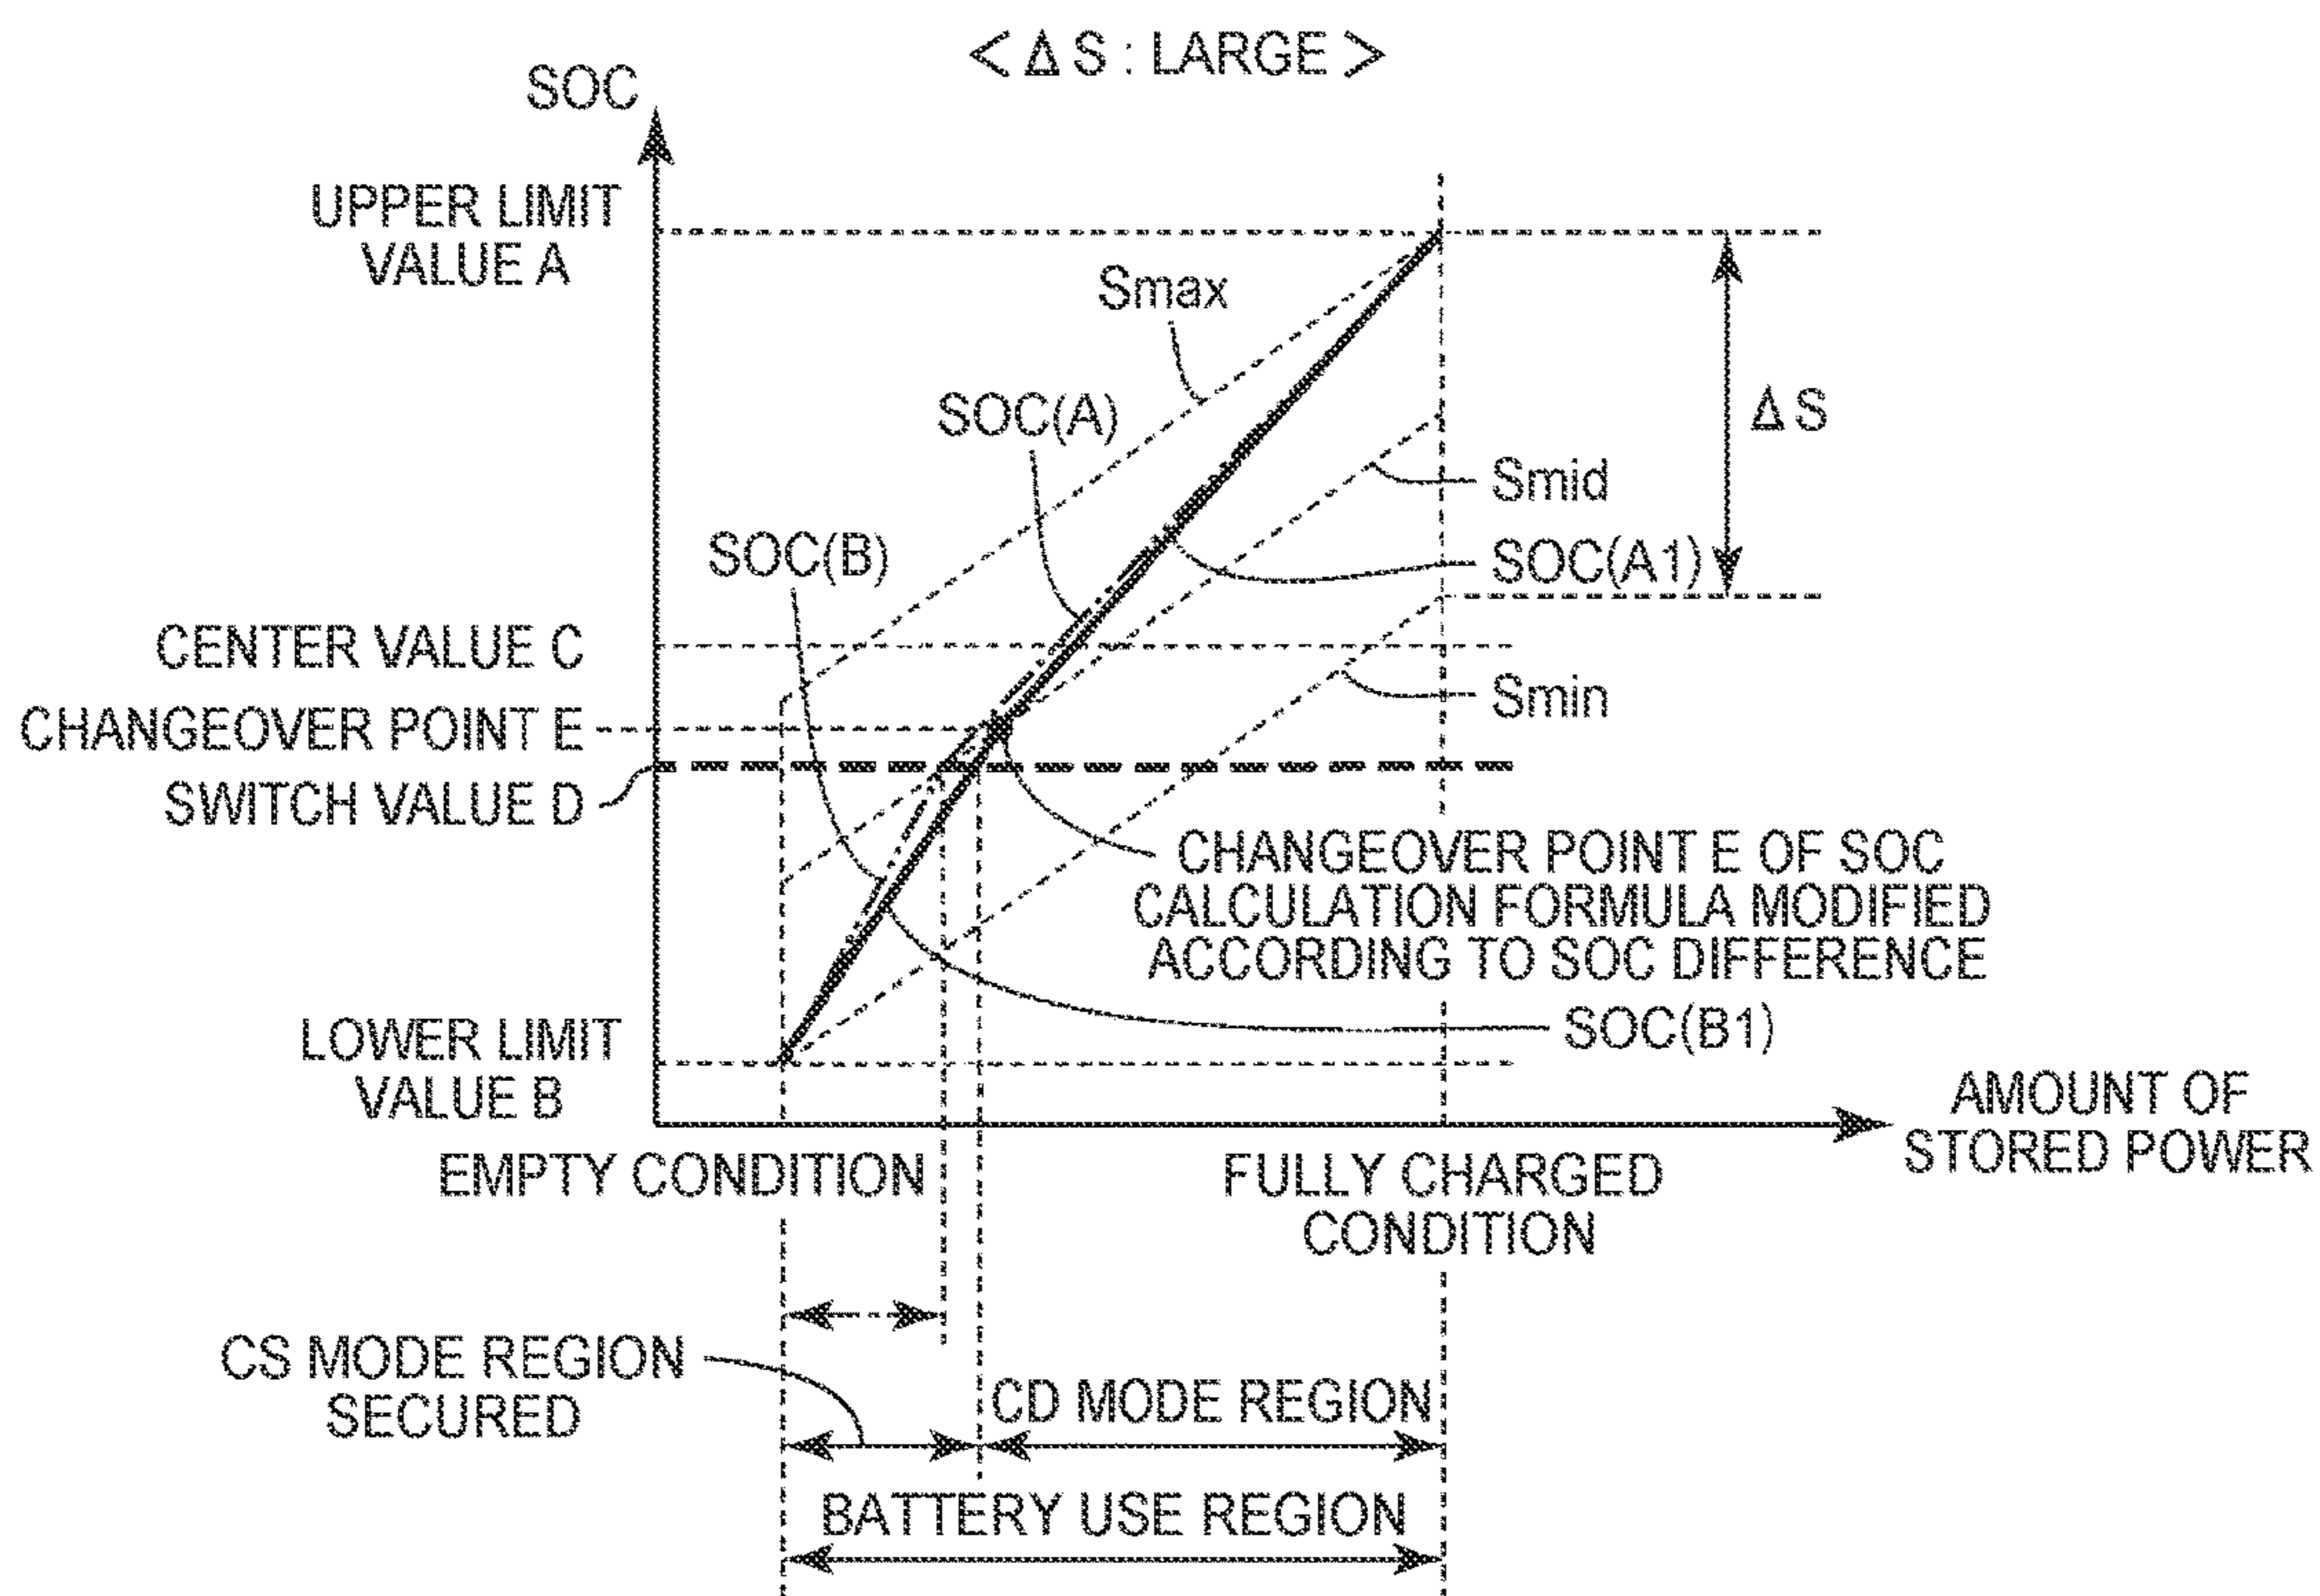 < Δ S : LARGE >
SOC
UPPER LIMIT
VALUE A
Smax
SOC(A)
Δ S
Smid
SOC(B)
SOC(A1)
CENTER VALUE C
Smin
CHANGEOVER POINT E
SWITCH VALUE D
CHANGEOVER POINT E OF SOC
CALCULATION FORMULA MODIFIED
ACCORDING TO SOC DIFFERENCE
SOC(B1)
LOWER LIMIT
VALUE B
AMOUNT OF
STORED POWER
EMPTY CONDITION
FULLY CHARGED
CONDITION
CS MODE REGION
SECURED
CD MODE REGION
BATTERY USE REGION